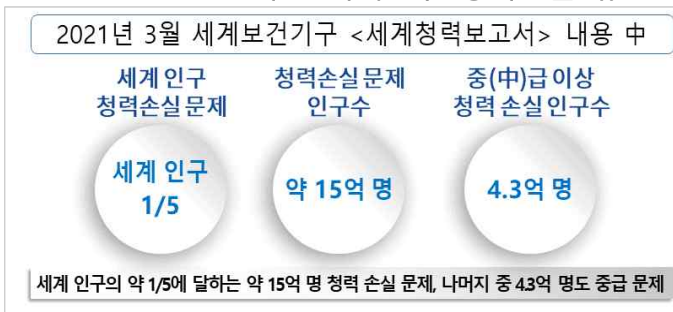 2021년 3월 세계보건기구 <세계청력보고서> 내용 中
세계 인구
청력손실 문제
청력손실 문제
인구수
중(中)급 이상
청력 손실 인구수
세계 인구
1/5
약 15억 명
4.3억 명
세계 인구의 약 1/5에 달하는 약 15억 명 청력 손실 문제, 나머지 중 4.3억 명도 중급 문제